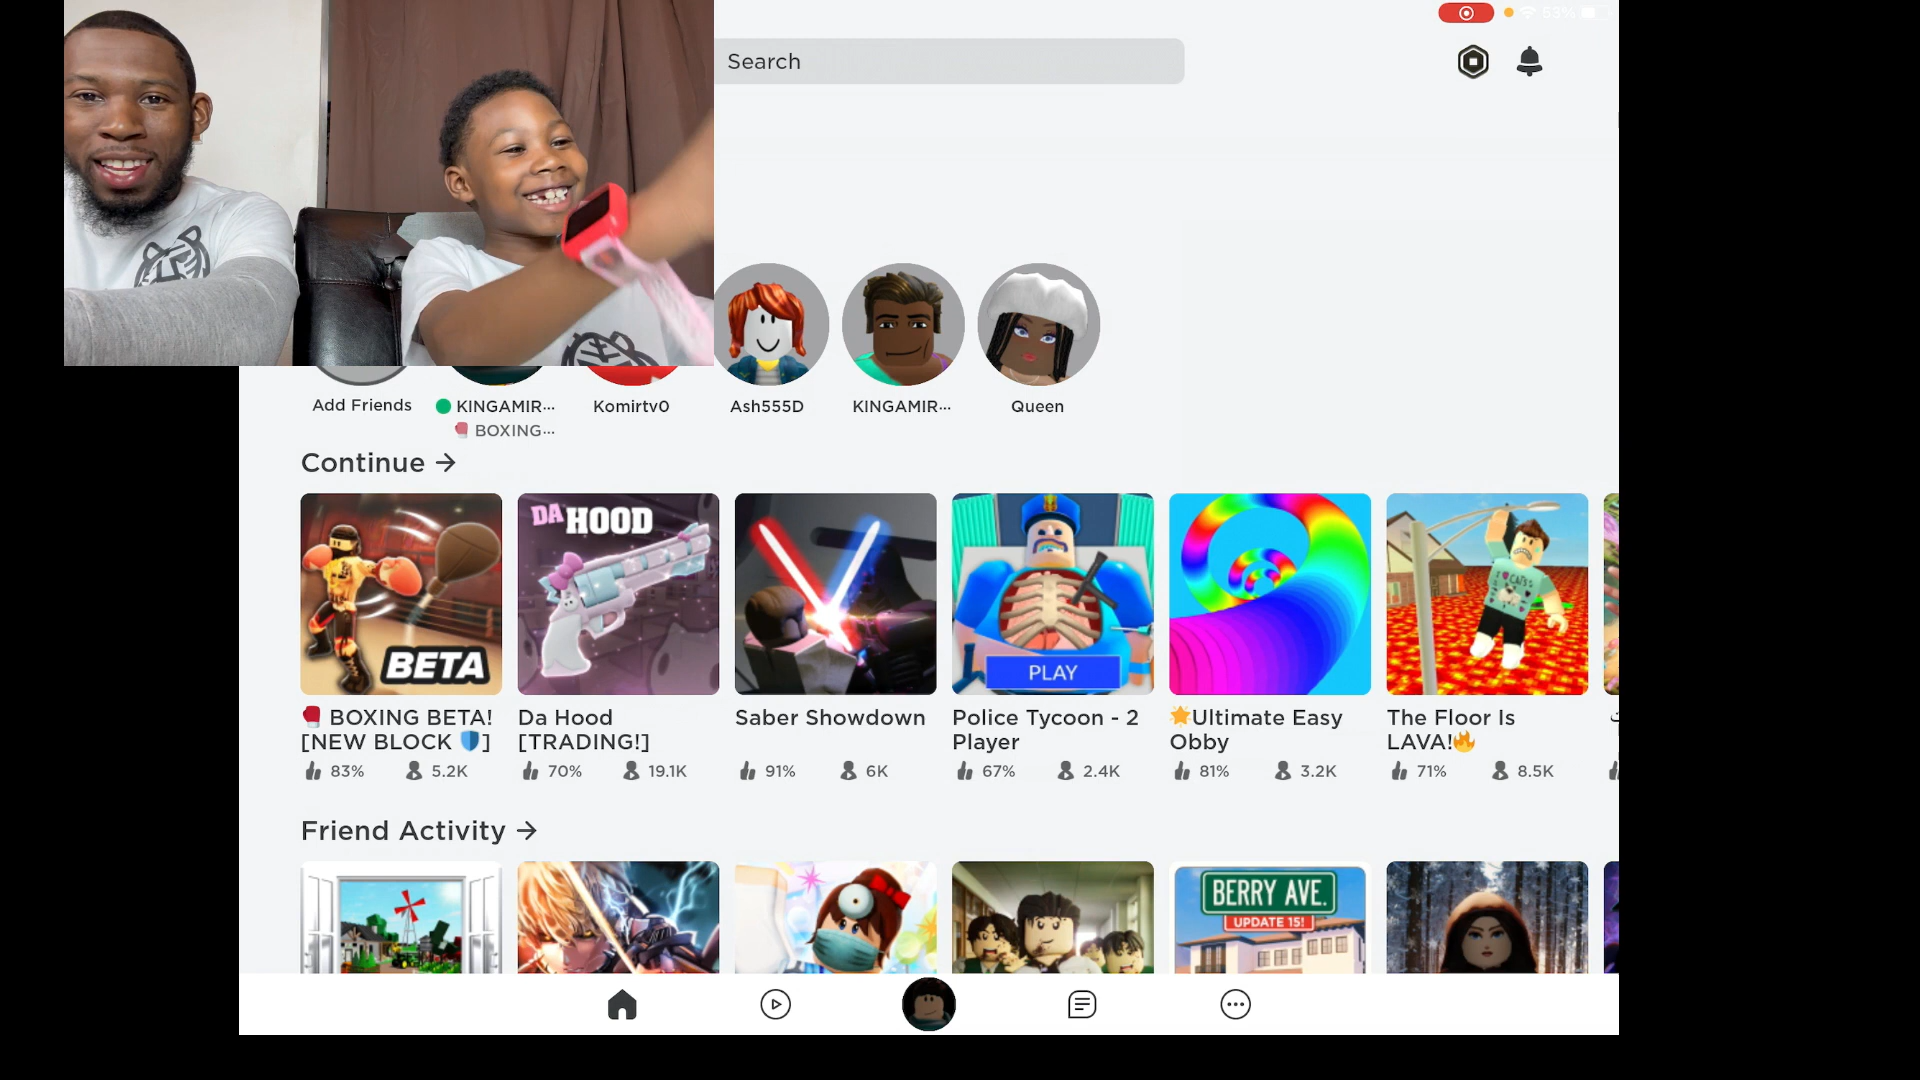 53%
Search
Add Friends
KINGAMIR...
BOXING...
Komirtv0
Ash555D
KINGAMIR...
Queen
Continue →
BETA
DA HOOD
PLAY
I ♥ CATS
BOXING BETA!
[NEW BLOCK 🛡️]
83% 5.2K
Da Hood
[TRADING!]
70% 19.1K
Saber Showdown
91% 6K
Police Tycoon - 2
Player
67% 2.4K
Ultimate Easy
Obby
81% 3.2K
The Floor Is
LAVA!🔥
71% 8.5K
Friend Activity →
BERRY AVE.
UPDATE 15!